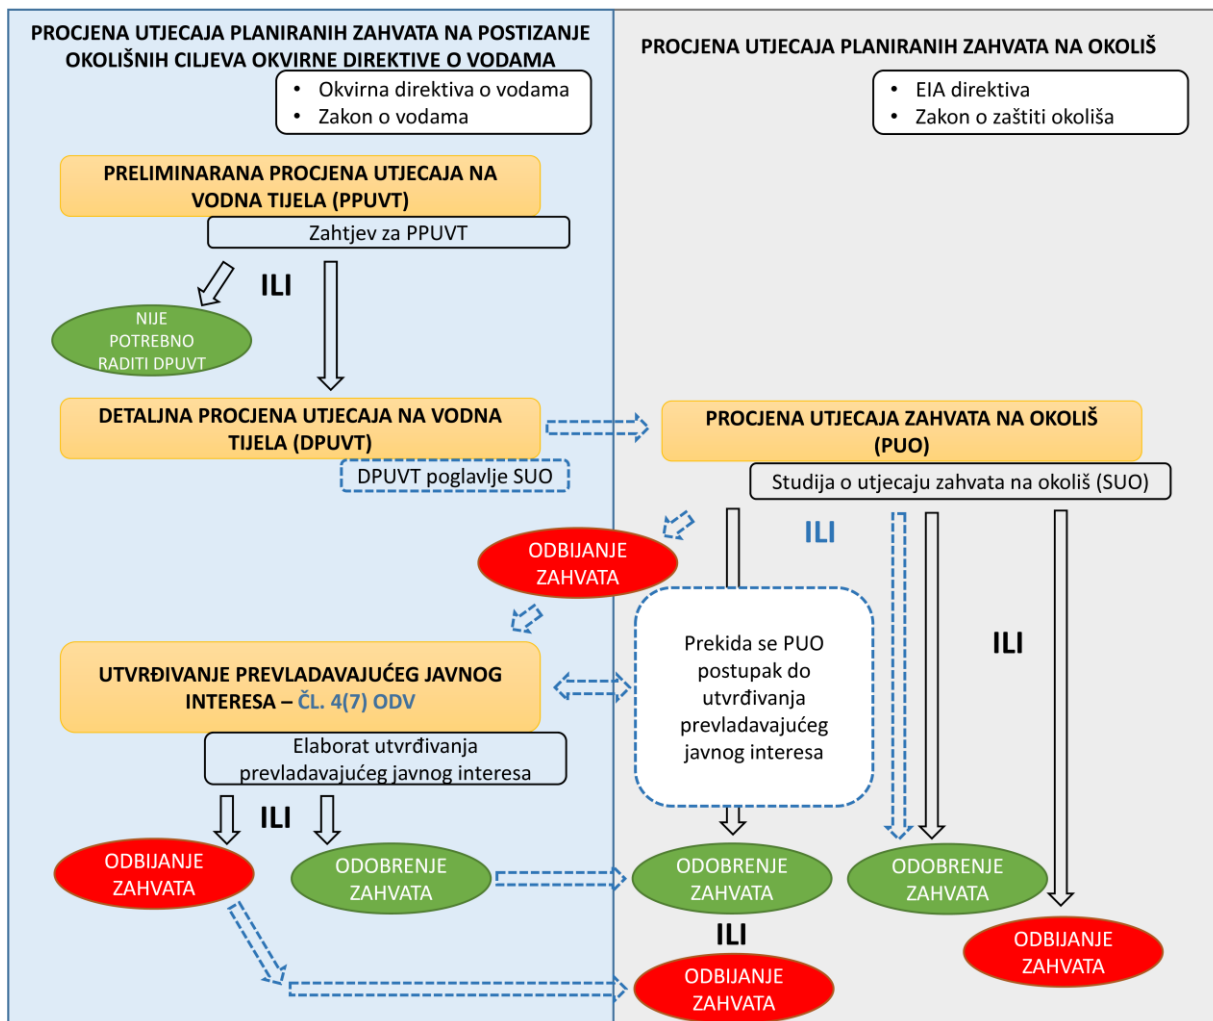 PROCJENA UTJECAJA PLANIRANIH ZAHVATA NA POSTIZANJE
OKOLIŠNIH CILJEVA OKVIRNE DIREKTIVE O VODAMA
• Okvirna direktiva o vodama
• Zakon o vodama
PROCJENA UTJECAJA PLANIRANIH ZAHVATA NA OKOLIŠ
• EIA direktiva
• Zakon o zaštiti okoliša
PRELIMINARANA PROCJENA UTJECAJA NA
VODNA TIJELA (PPUVT)
Zahtjev za PPUVT
ILI
NIJE
POTREBNO
RADITI DPUVT
DETALJNA PROCJENA UTJECAJA NA VODNA
TIJELA (DPUVT)
DPUVT poglavlje SUO
PROCJENA UTJECAJA ZAHVATA NA OKOLIŠ
(PUO)
Studija o utjecaju zahvata na okoliš (SUO)
ILI
ODBIJANJE
ZAHVATA
Prekida se PUO
postupak do
utvrđivanja
prevladavajućeg
javnog interesa
ILI
UTVRĐIVANJE PREVLADAVAJUĆEG JAVNOG
INTERESA – ČL. 4(7) ODV
Elaborat utvrđivanja
prevladavajućeg javnog interesa
ILI
ODBIJANJE
ZAHVATA
ODOBRENJE
ZAHVATA
ODOBRENJE
ZAHVATA
ILI
ODBIJANJE
ZAHVATA
ODOBRENJE
ZAHVATA
ODBIJANJE
ZAHVATA